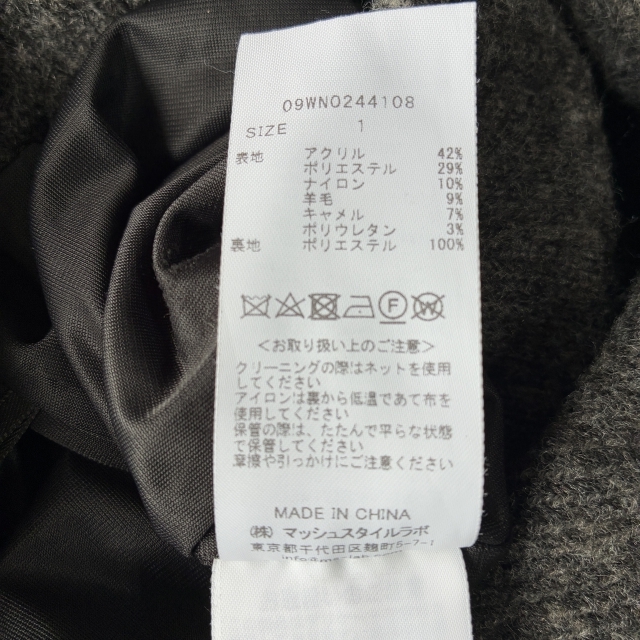 09WNO244108
SIZE 1
表地 アクリル 42%
ポリエステル 29%
ナイロン 10%
羊毛 9%
キャメル 7%
ポリウレタン 3%
裏地 ポリエステル 100%
F W
<お取り扱い上のご注意>
クリーニングの際はネットを使用
してください
アイロンは裏から低温であて布を
使用してください
保管の際は、たたんで平らな状態
で保管してください
摩擦や引っかけにご注意ください
MADE IN CHINA
(株) マッシュスタイルラボ
東京都千代田区麹町